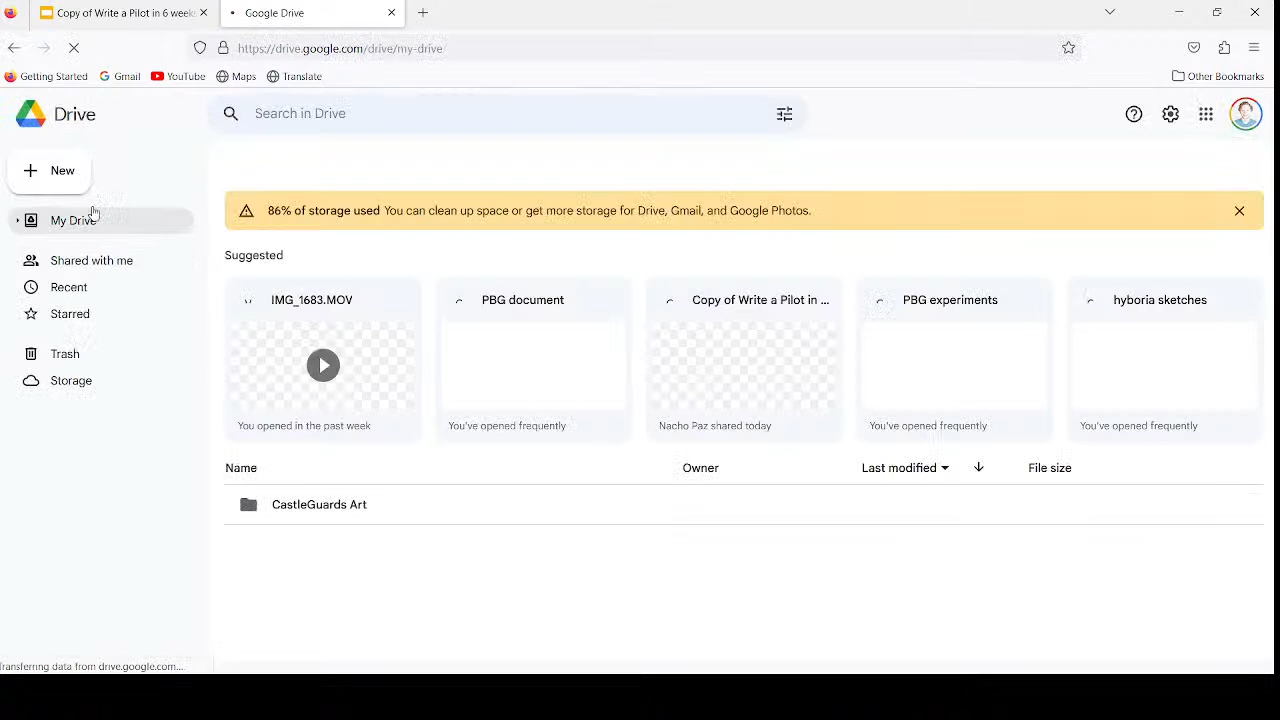 Copy of Write a Pilot in 6 week
Google Drive
https://drive.google.com/drive/my-drive
Getting Started
Gmail
YouTube
Maps
Translate
Other Bookmarks
Drive
Search in Drive
New
86% of storage used You can clean up space or get more storage for Drive, Gmail, and Google Photos.
My Drive
Suggested
Shared with me
Recent
Starred
Trash
Storage
IMG_1683.MOV
PBG document
Copy of Write a Pilot in ...
PBG experiments
hyboria sketches
You opened in the past week
You've opened frequently
Nacho Paz shared today
You've opened frequently
You've opened frequently
Name
Owner
Last modified
File size
CastleGuards Art
Transferring data from drive.google.com...